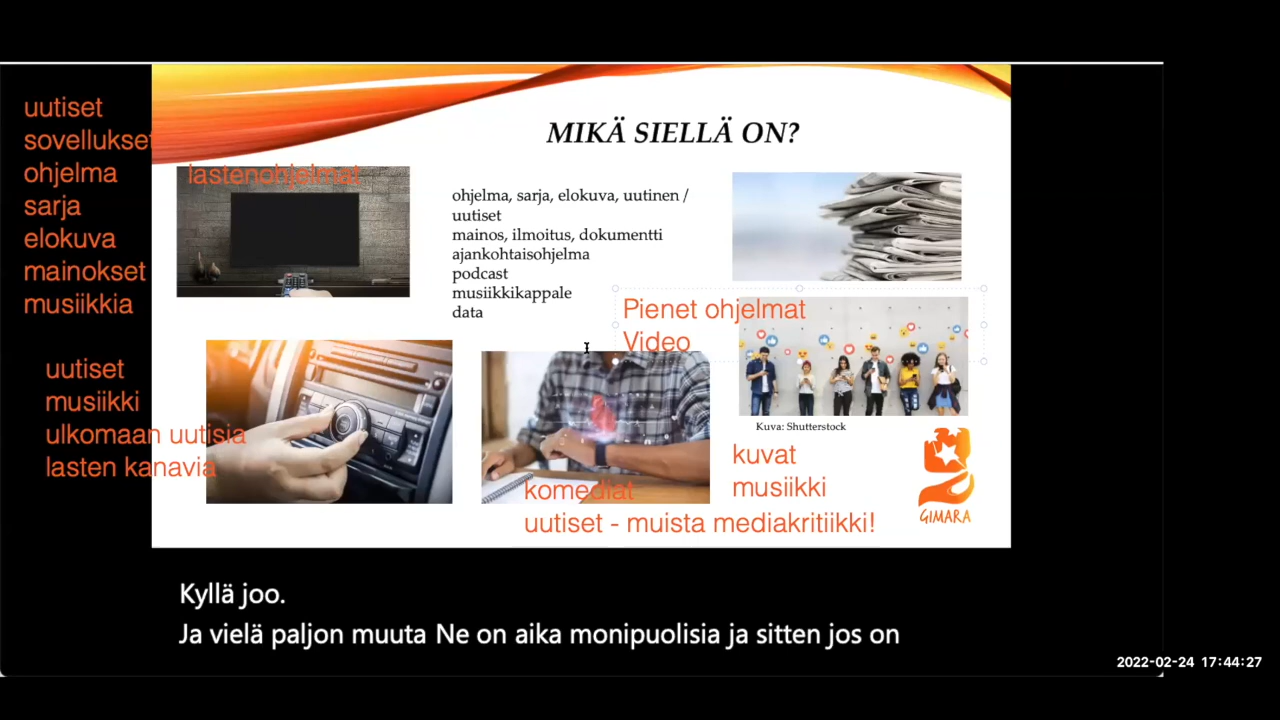 MIKÄ SIELLÄ ON?
uutiset
sovellukset
ohjelma
sarja
elokuva
mainokset
musiikkia
lastenohjelmat
ohjelma, sarja, elokuva, uutinen /
uutiset
mainos, ilmoitus, dokumentti
ajankohtaisohjelma
podcast
musiikkikappale
data
Pienet ohjelmat
Video
uutiset
musiikki
ulkomaan uutisia
lasten kanavia
Kuva: Shutterstock
kuvat
musiikki
komediat
uutiset - muista mediakritiikki!
GIMARA
Kyllä joo.
Ja vielä paljon muuta Ne on aika monipuolisia ja sitten jos on
2022-02-24 17:44:27